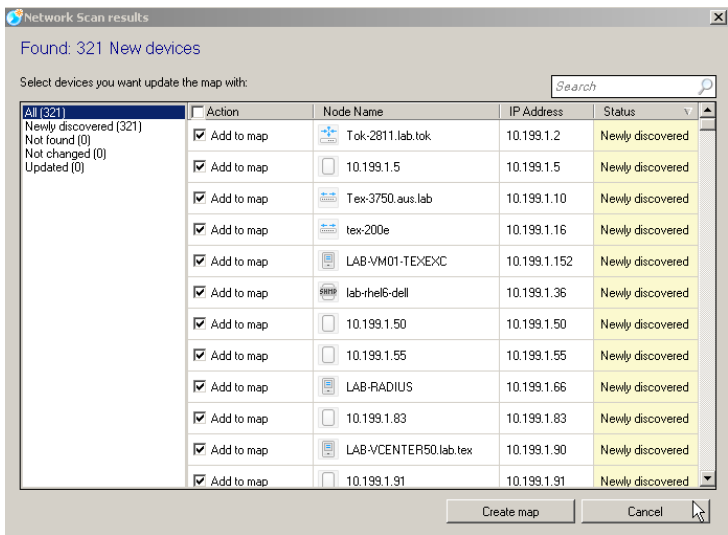 Network Scan results
Found: 321 New devices
Select devices you want update the map with:
Search
All (321)
Newly discovered (321)
Not found (0)
Not changed (0)
Updated (0)
Action Node Name IP Address Status
Add to map Tok-2811.lab.tok 10.199.1.2 Newly discovered
Add to map 10.199.1.5 10.199.1.5 Newly discovered
Add to map Tex-3750.aus.lab 10.199.1.10 Newly discovered
Add to map tex-200e 10.199.1.16 Newly discovered
Add to map LAB-VM01-TEXEXC 10.199.1.152 Newly discovered
Add to map SNMP lab-rhel6-dell 10.199.1.36 Newly discovered
Add to map 10.199.1.50 10.199.1.50 Newly discovered
Add to map 10.199.1.55 10.199.1.55 Newly discovered
Add to map LAB-RADIUS 10.199.1.66 Newly discovered
Add to map 10.199.1.83 10.199.1.83 Newly discovered
Add to map LAB-VCENTER50.lab.tex 10.199.1.90 Newly discovered
Add to map 10.199.1.91 10.199.1.91 Newly discovered
Create map Cancel